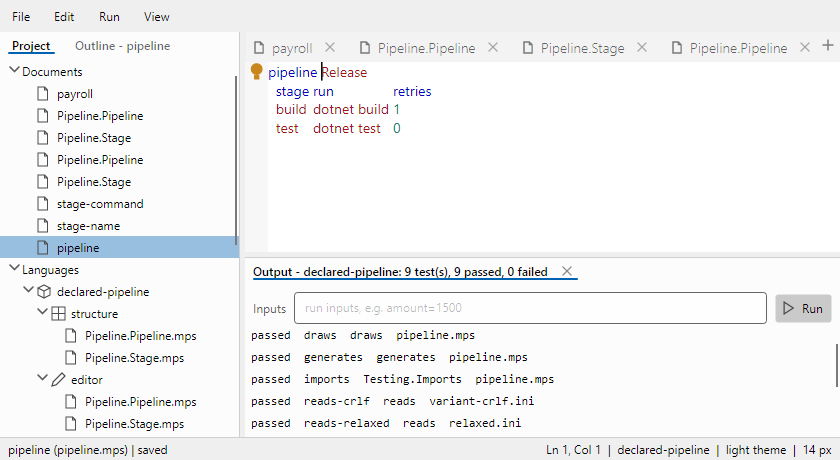 File Edit Run View
Project Outline - pipeline
payroll Pipeline.Pipeline Pipeline.Stage Pipeline.Pipeline
Documents
payroll
Pipeline.Pipeline
Pipeline.Stage
Pipeline.Pipeline
Pipeline.Stage
stage-command
stage-name
pipeline
Languages
declared-pipeline
structure
Pipeline.Pipeline.mps
Pipeline.Stage.mps
editor
Pipeline.Pipeline.mps
Pipeline.Stage.mps
pipeline Release
stage run retries
build dotnet build 1
test dotnet test 0
Output - declared-pipeline: 9 test(s), 9 passed, 0 failed
Inputs run inputs, e.g. amount=1500 Run
passed draws draws pipeline.mps
passed generates generates pipeline.mps
passed imports Testing.Imports pipeline.mps
passed reads-crlf reads variant-crlf.ini
passed reads-relaxed reads relaxed.ini
pipeline (pipeline.mps) | saved Ln 1, Col 1 | declared-pipeline | light theme | 14 px